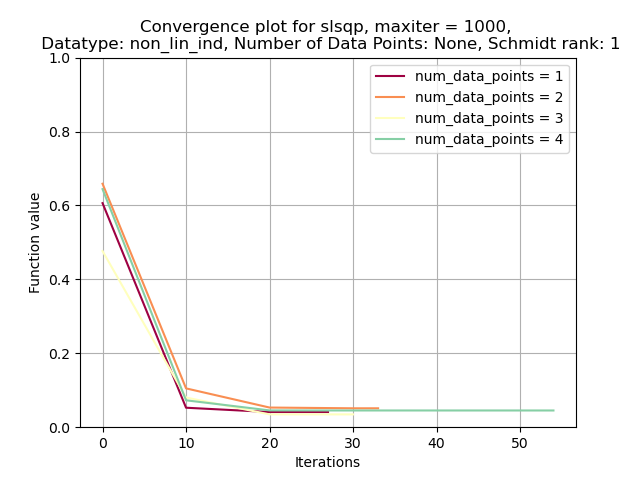 Convergence plot for slsqp, maxiter = 1000,
Datatype: non_lin_ind, Number of Data Points: None, Schmidt rank: 1
1.0
0.8
0.6
0.4
0.2
0.0
Function value
num_data_points = 1
num_data_points = 2
num_data_points = 3
num_data_points = 4
0 10 20 30 40 50
Iterations